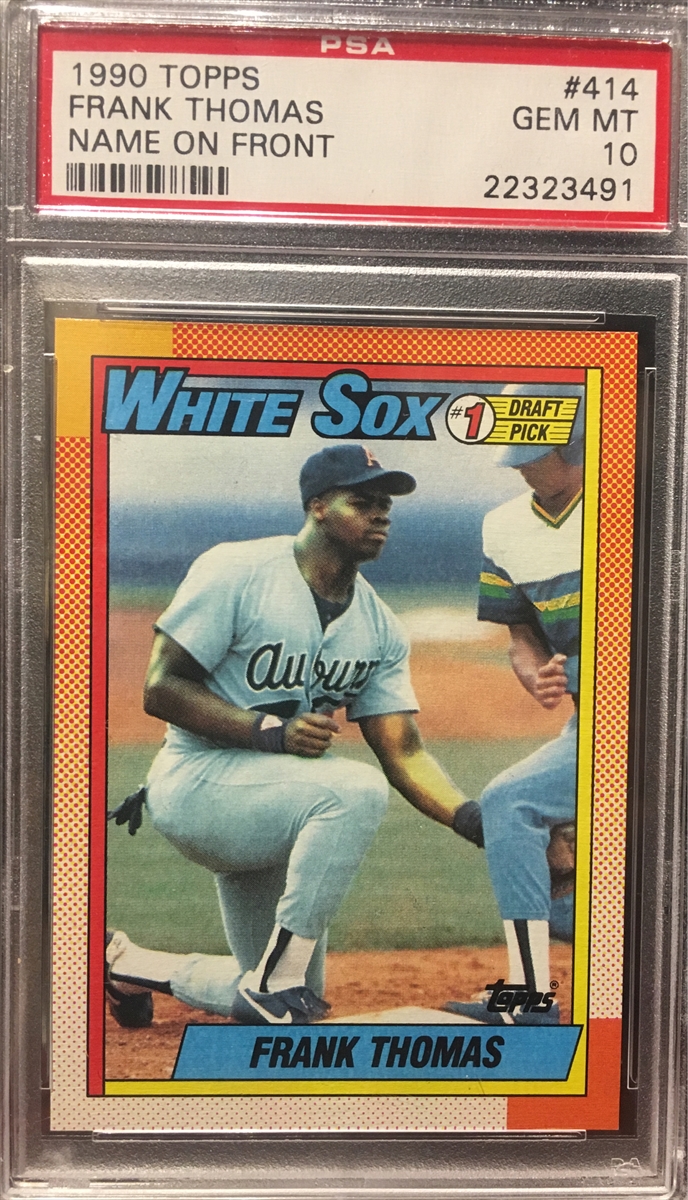 PSA
1990 TOPPS #414
FRANK THOMAS GEM MT
NAME ON FRONT 10
22323491
WHITE SOX #1 DRAFT PICK
A
Auburn
TOPPS®
FRANK THOMAS
PSA